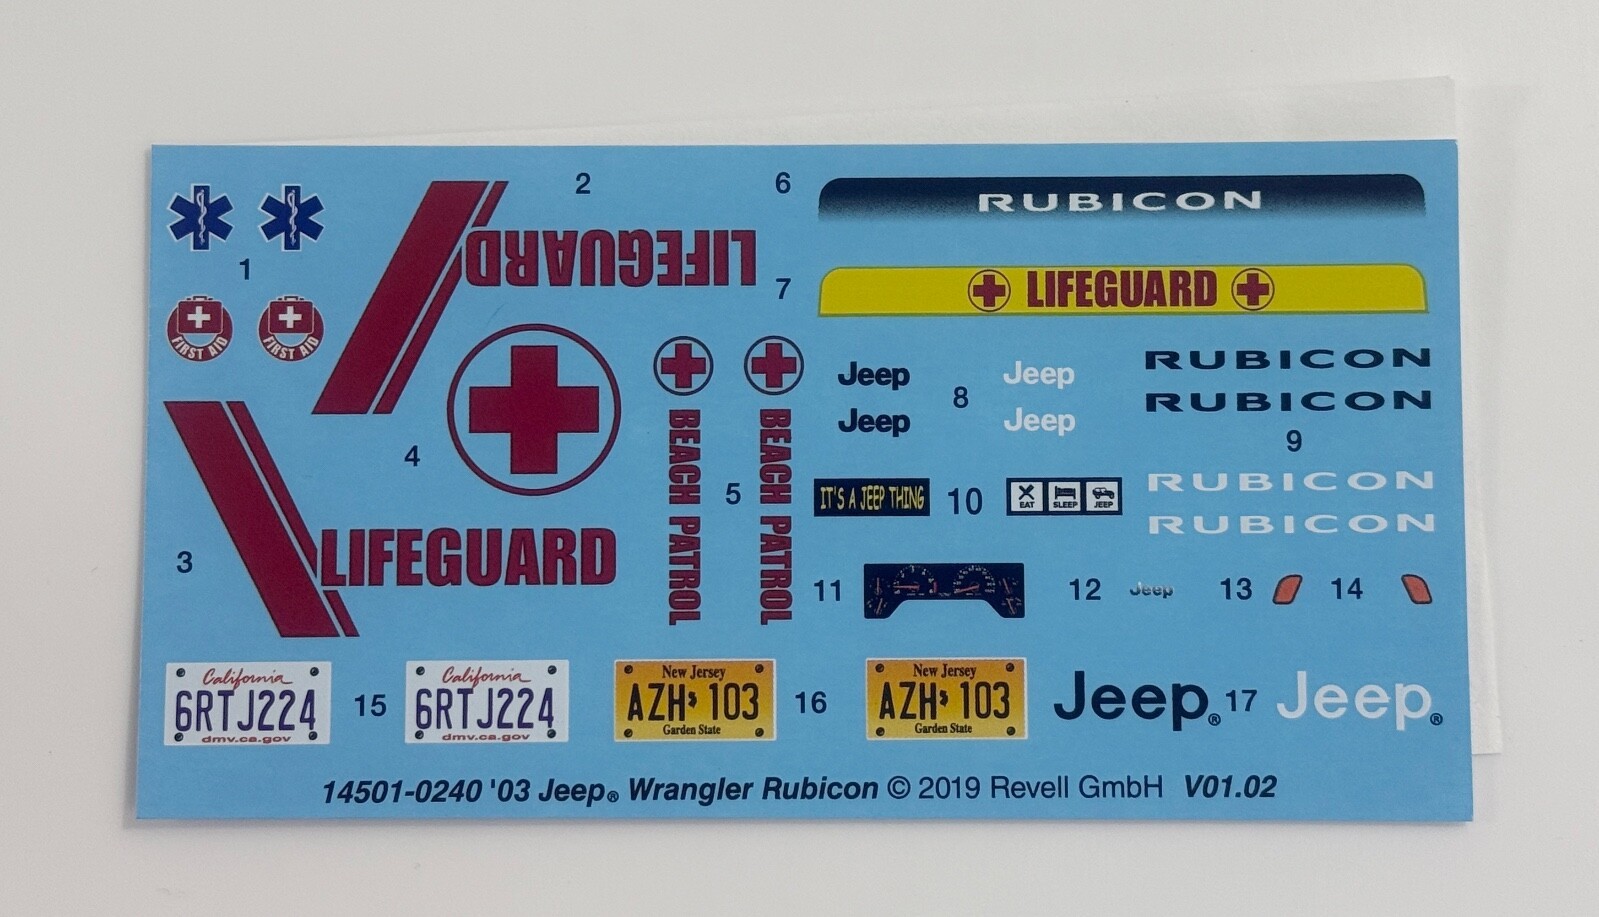 2
6
RUBICON
LIFEGUARD
1
7
LIFEGUARD
FIRST AID
FIRST AID
Jeep
Jeep
RUBICON
8
Jeep
Jeep
RUBICON
9
4
BEACH PATROL
5
BEACH PATROL
IT'S A JEEP THING
10
EAT
SLEEP
JEEP
RUBICON
RUBICON
3
LIFEGUARD
11
12
Jeep
13
14
California
6RTJ224
dmv.ca.gov
15
California
6RTJ224
dmv.ca.gov
New Jersey
AZH 103
Garden State
16
New Jersey
AZH 103
Garden State
Jeep®
17
Jeep®
14501-0240 '03 Jeep® Wrangler Rubicon © 2019 Revell GmbH V01.02